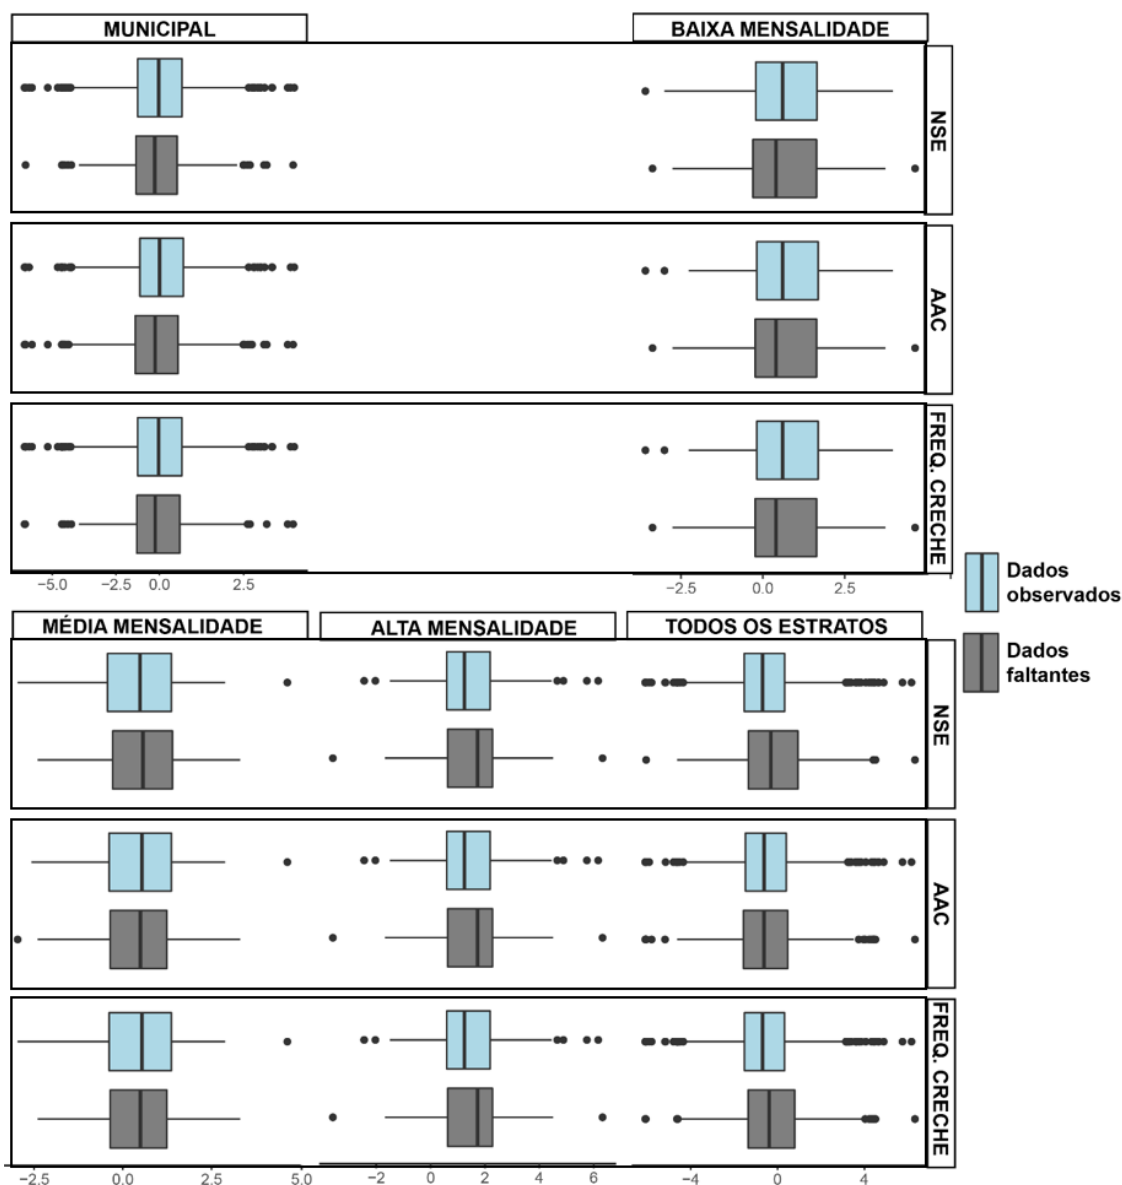 MUNICIPAL
BAIXA MENSALIDADE
NSE
AAC
FREQ. CRECHE
−5.0 −2.5 0.0 2.5
−2.5 0.0 2.5
Dados
observados
Dados
faltantes
MÉDIA MENSALIDADE
ALTA MENSALIDADE
TODOS OS ESTRATOS
NSE
AAC
FREQ. CRECHE
−2.5 0.0 2.5 5.0
−2 0 2 4 6
−4 0 4